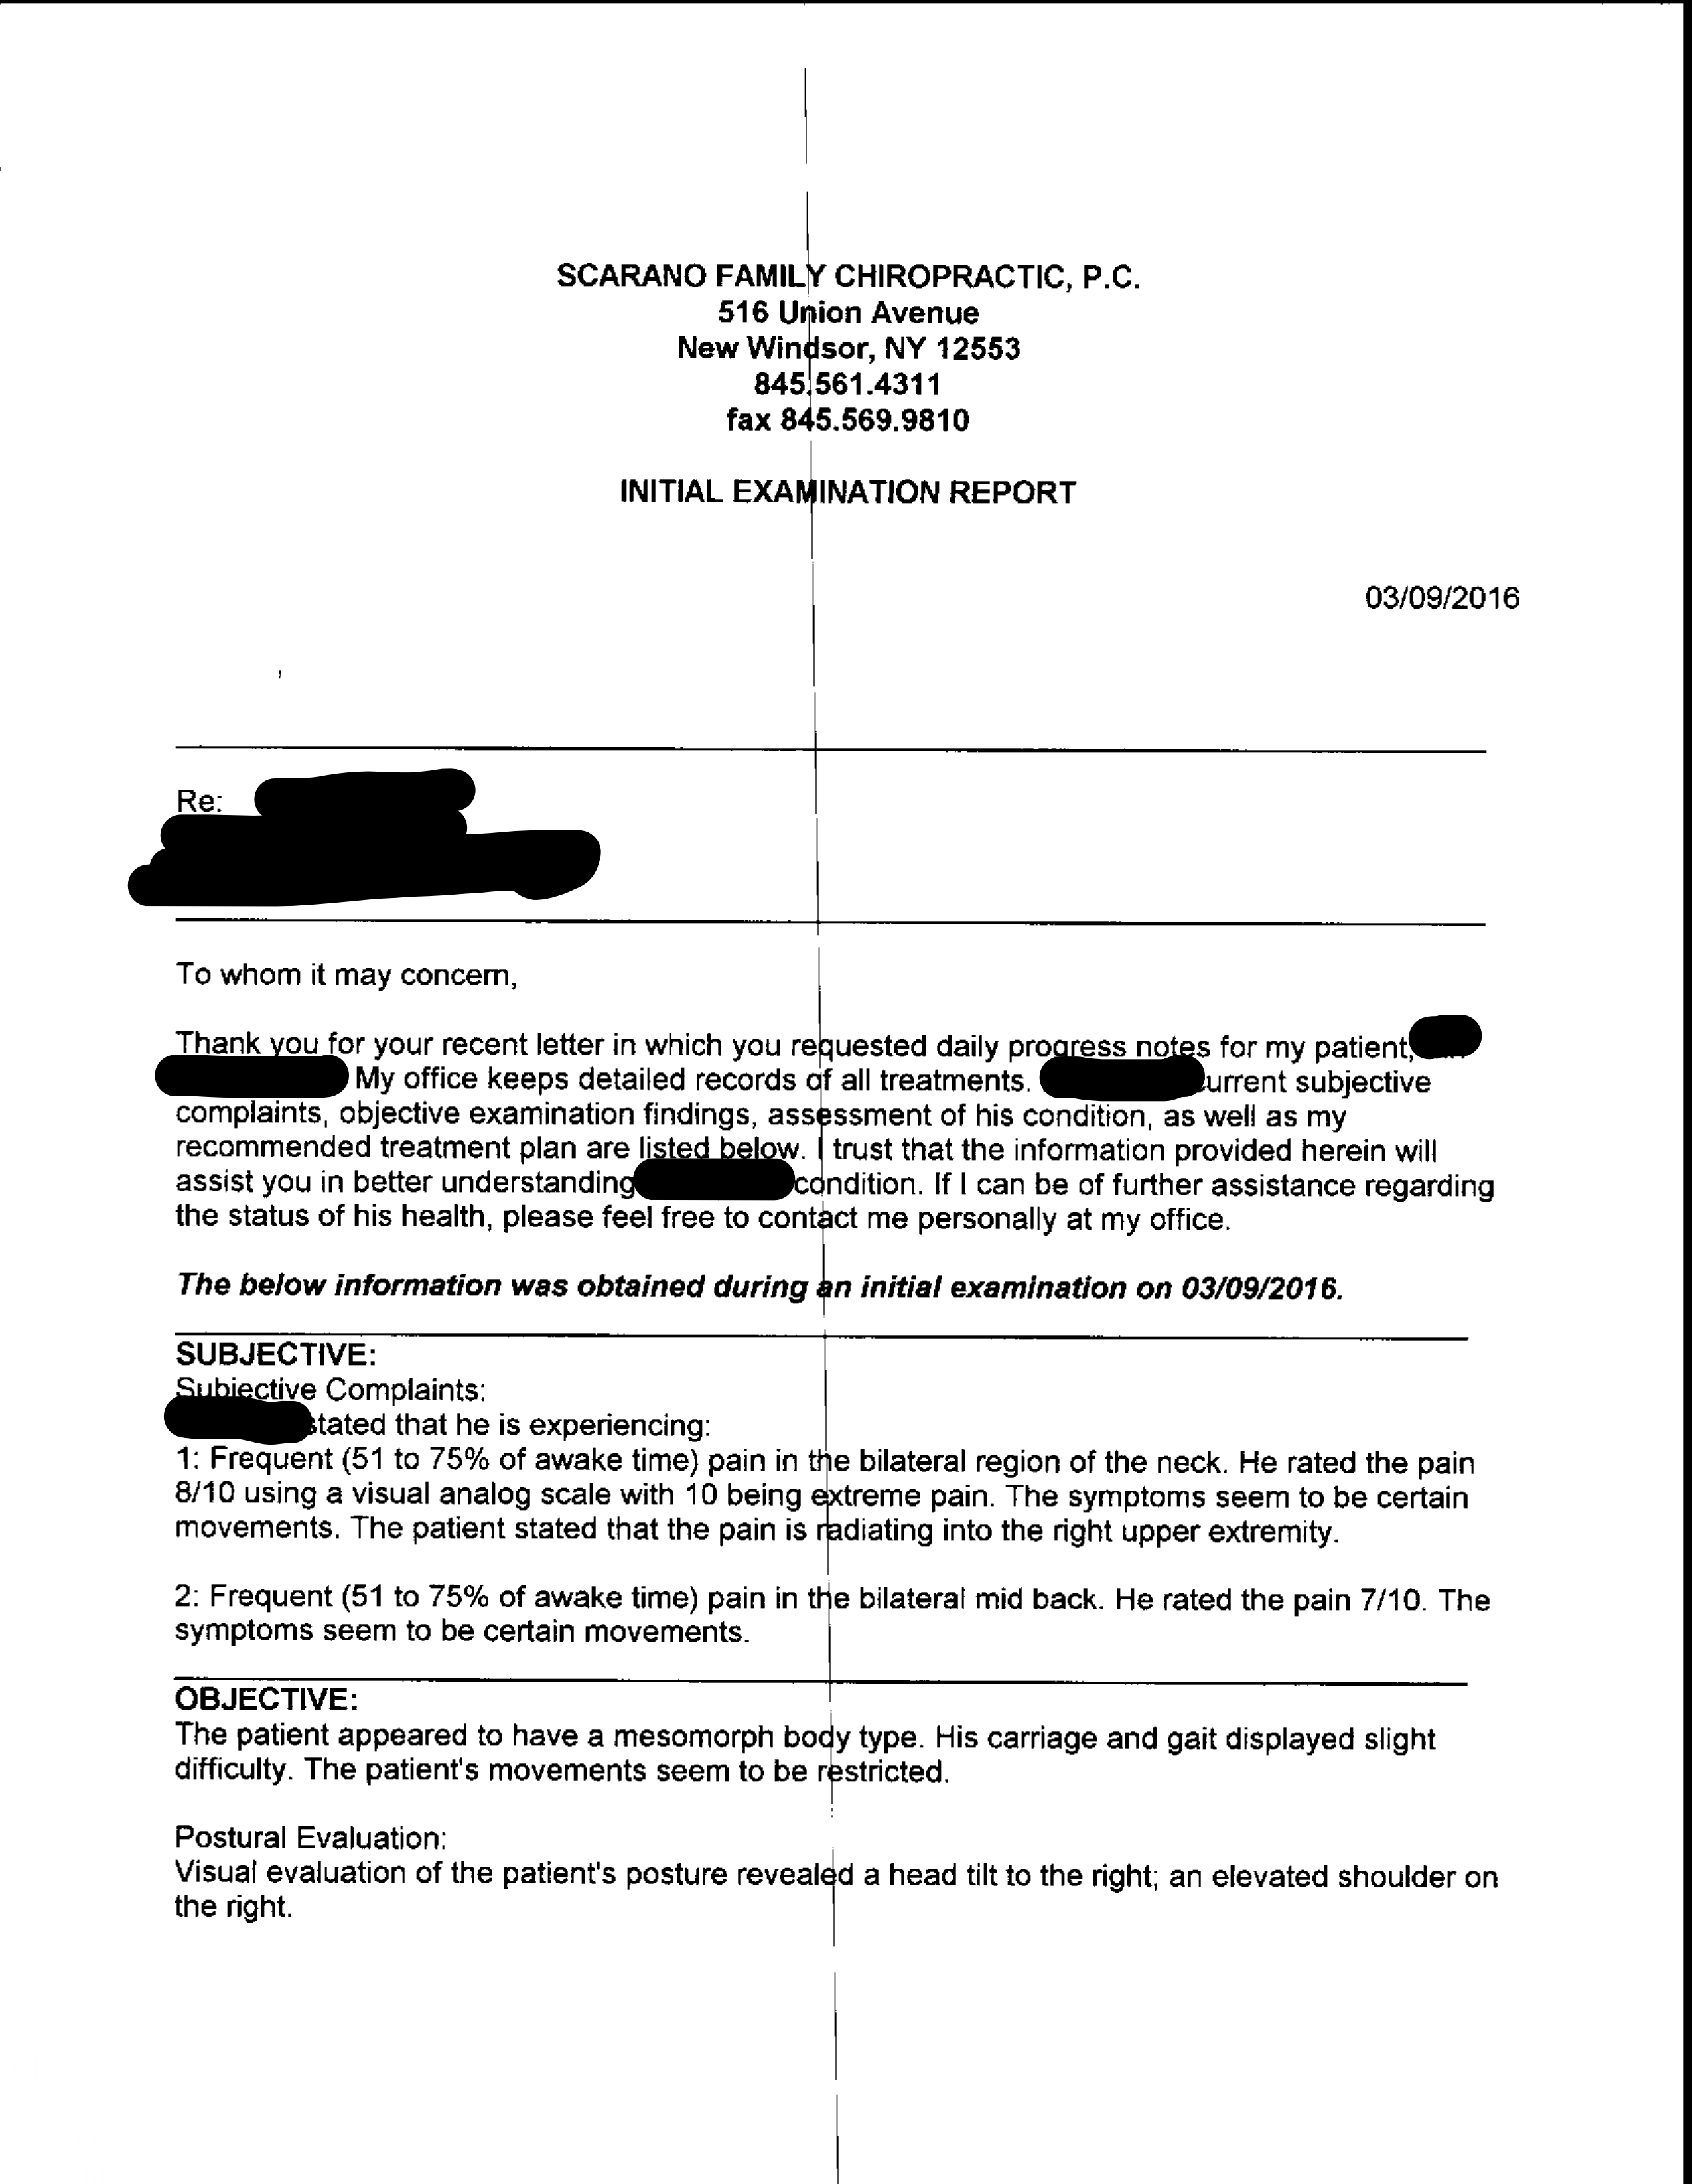 SCARANO FAMILY CHIROPRACTIC, P.C.
516 Union Avenue
New Windsor, NY 12553
845.561.4311
fax 845.569.9810
INITIAL EXAMINATION REPORT
03/09/2016
Re:
To whom it may concern,
Thank you for your recent letter in which you requested daily progress notes for my patient,
My office keeps detailed records of all treatments. urrent subjective
complaints, objective examination findings, assessment of his condition, as well as my
recommended treatment plan are listed below. I trust that the information provided herein will
assist you in better understanding condition. If I can be of further assistance regarding
the status of his health, please feel free to contact me personally at my office.
The below information was obtained during an initial examination on 03/09/2016.
SUBJECTIVE:
Subjective Complaints:
stated that he is experiencing:
1: Frequent (51 to 75% of awake time) pain in the bilateral region of the neck. He rated the pain
8/10 using a visual analog scale with 10 being extreme pain. The symptoms seem to be certain
movements. The patient stated that the pain is radiating into the right upper extremity.
2: Frequent (51 to 75% of awake time) pain in the bilateral mid back. He rated the pain 7/10. The
symptoms seem to be certain movements.
OBJECTIVE:
The patient appeared to have a mesomorph body type. His carriage and gait displayed slight
difficulty. The patient's movements seem to be restricted.
Postural Evaluation:
Visual evaluation of the patient's posture revealed a head tilt to the right; an elevated shoulder on
the right.